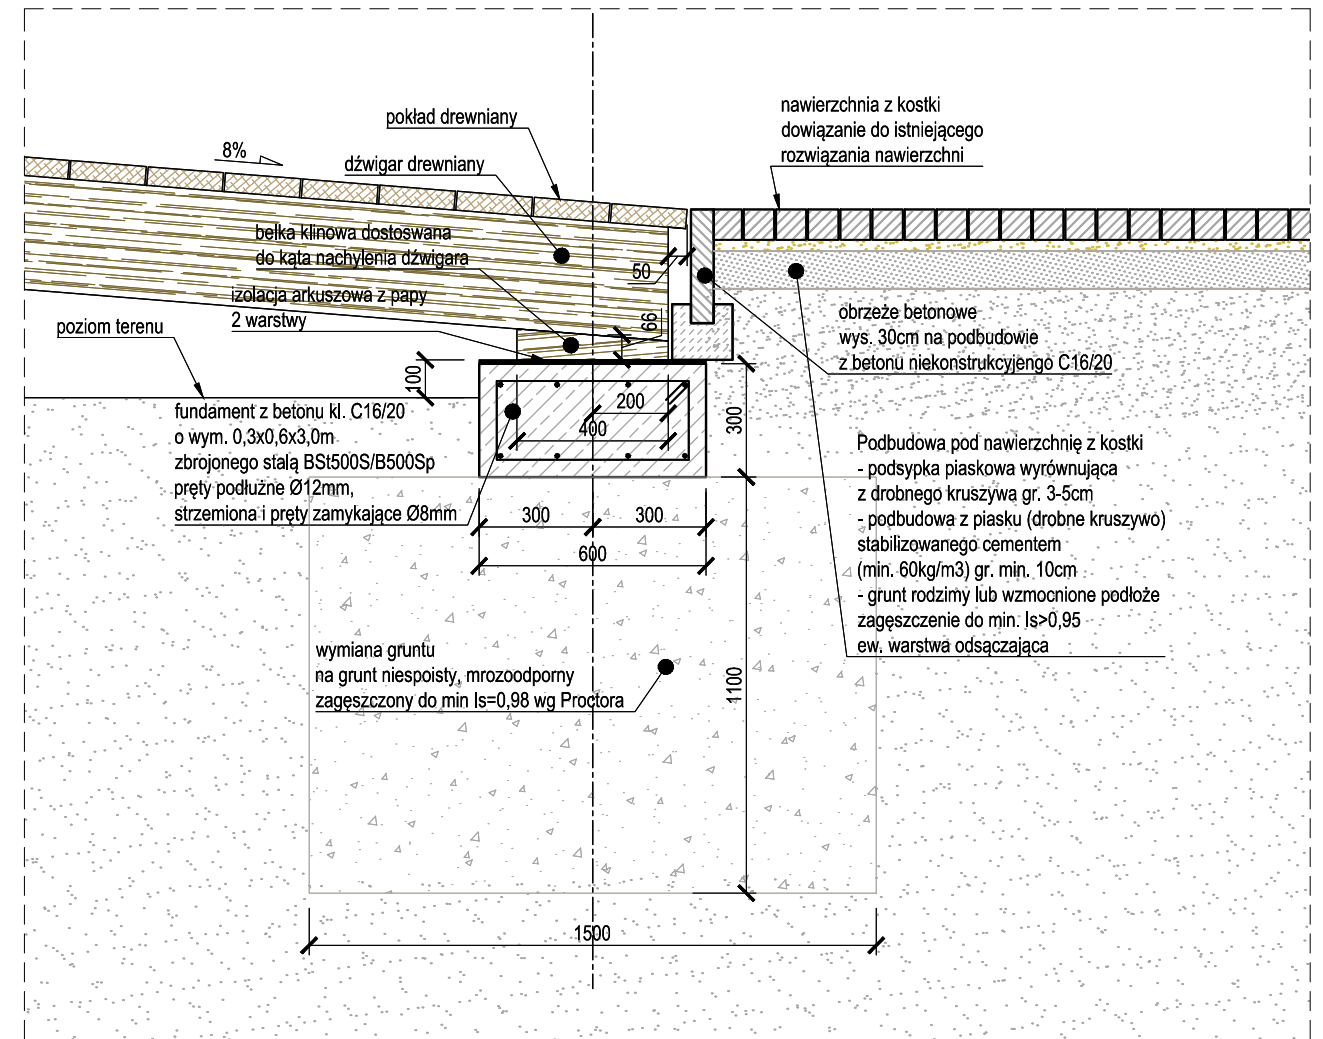 nawierzchnia z kostki
dowiązanie do istniejącego
rozwiązania nawierzchni
pokład drewniany
8%
dźwigar drewniany
belka klinowa dostoswana
do kąta nachylenia dźwigara
50
izolacja arkuszowa z papy
2 warstwy
66
poziom terenu
obrzeże betonowe
wys. 30cm na podbudowie
z betonu niekonstrukcyjengo C16/20
100
200
400
300
fundament z betonu kl. C16/20
o wym. 0,3x0,6x3,0m
zbrojonego stalą BSt500S/B500Sp
pręty podłużne Ø12mm,
strzemiona i pręty zamykające Ø8mm
Podbudowa pod nawierzchnię z kostki
- podsypka piaskowa wyrównująca
z drobnego kruszywa gr. 3-5cm
- podbudowa z piasku (drobne kruszywo)
stabilizowanego cementem
(min. 60kg/m3) gr. min. 10cm
- grunt rodzimy lub wzmocnione podłoże
zagęszczenie do min. Is>0,95
ew. warstwa odsączająca
300
300
600
wymiana gruntu
na grunt niespoisty, mrozoodporny
zagęszczony do min Is=0,98 wg Proctora
1100
1500